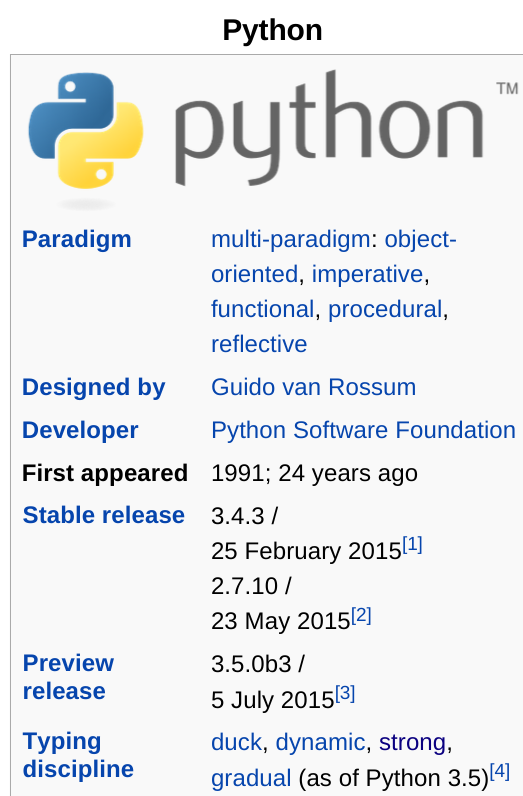 Python
python TM
Paradigm multi-paradigm: object-
oriented, imperative,
functional, procedural,
reflective
Designed by Guido van Rossum
Developer Python Software Foundation
First appeared 1991; 24 years ago
Stable release 3.4.3 /
25 February 2015[1]
2.7.10 /
23 May 2015[2]
Preview
release
3.5.0b3 /
5 July 2015[3]
Typing
discipline
duck, dynamic, strong,
gradual (as of Python 3.5)[4]